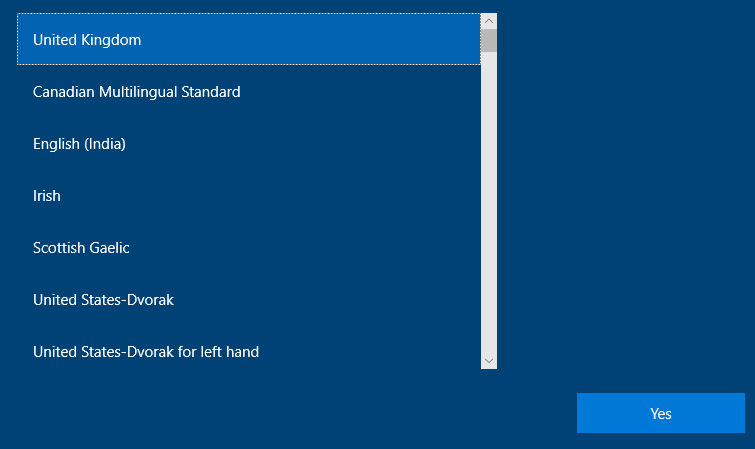 United Kingdom
Canadian Multilingual Standard
English (India)
Irish
Scottish Gaelic
United States-Dvorak
United States-Dvorak for left hand
Yes